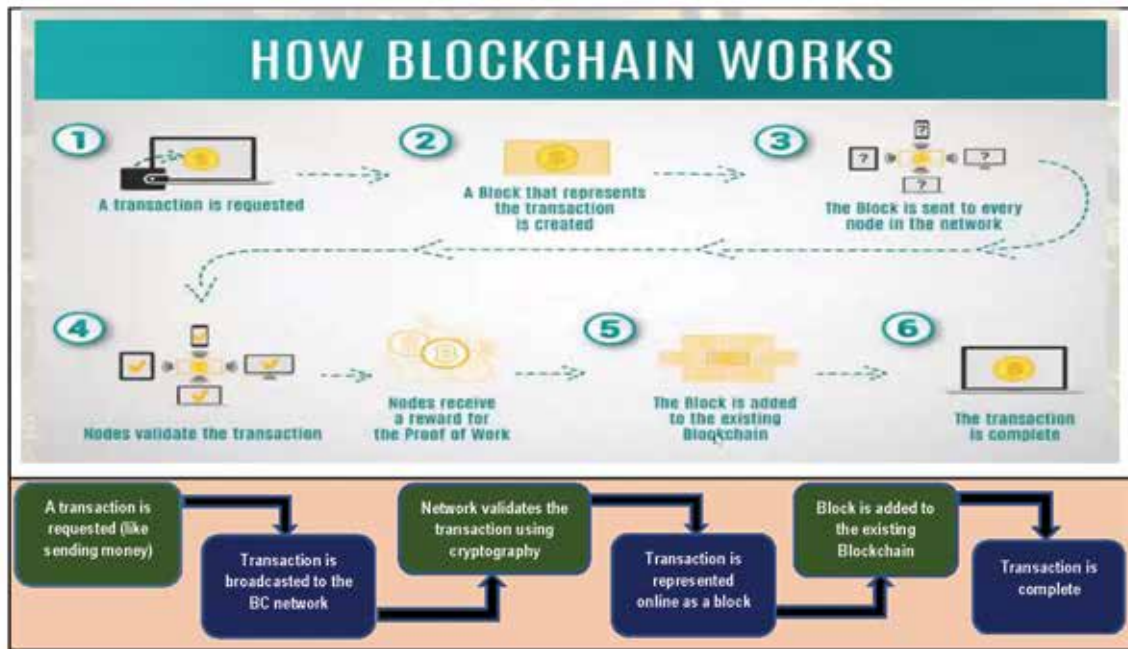 HOW BLOCKCHAIN WORKS
1
A transaction is requested
2
A Block that represents
the transaction
is created
3
? ? ? ?
The Block is sent to every
node in the network
4
Nodes validate the transaction
Nodes receive
a reward for
the Proof of Work
5
The Block is added
to the existing
Blockchain
6
The transaction
is complete
A transaction is
requested (like
sending money)
Transaction is
broadcasted to the
BC network
Network validates the
transaction using
cryptography
Transaction is
represented
online as a block
Block is added to
the existing
Blockchain
Transaction is
complete